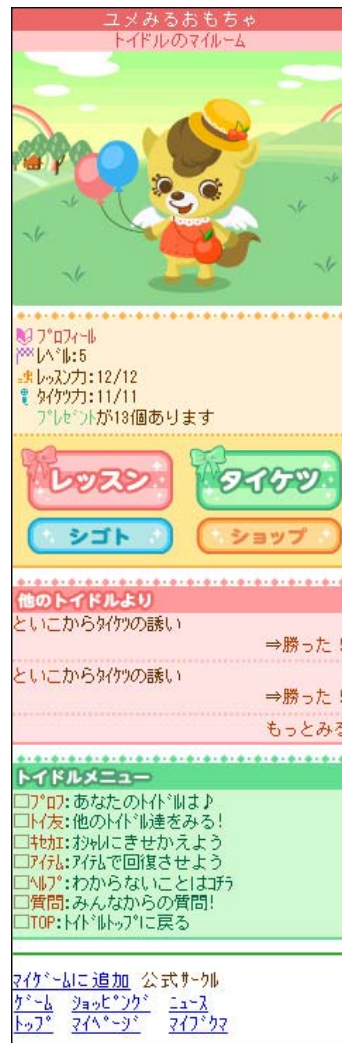 ユメみるおもちゃ
トイドルのマイルーム
ﾌﾟﾛﾌｨｰﾙ
ﾚﾍﾞﾙ:5
ﾚｯｽﾝ力:12/12
ﾀｲｹﾂ力:11/11
ﾌﾟﾚｾﾞﾝﾄが13個あります
レッスン
タイケツ
シゴト
ショップ
他のトイドルより
といこからﾀｲｹﾂの誘い
⇒勝った!
といこからﾀｲｹﾂの誘い
⇒勝った!
もっとみる
トイドルメニュー
□ﾌﾟﾛﾌ:あなたのﾄｲﾄﾞﾙは♪
□ﾄｲ友:他のﾄｲﾄﾞﾙ達をみる!
□ｷｾｶｴ:ｵｼｬﾚにきせかえよう
□ｱｲﾃﾑ:ｱｲﾃﾑで回復させよう
□ﾍﾙﾌﾟ:わからないことはｺﾁﾗ
□質問:みんなからの質問!
□TOP:ﾄｲﾄﾞﾙﾄｯﾌﾟに戻る
ﾏｲｹﾞｰﾑに追加 公式ｻｰｸﾙ
ｹﾞｰﾑ ｼｮｯﾋﾟﾝｸﾞ ﾆｭｰｽ
ﾄｯﾌﾟ ﾏｲﾍﾟｰｼﾞ ﾏｲﾌﾞｸﾏ